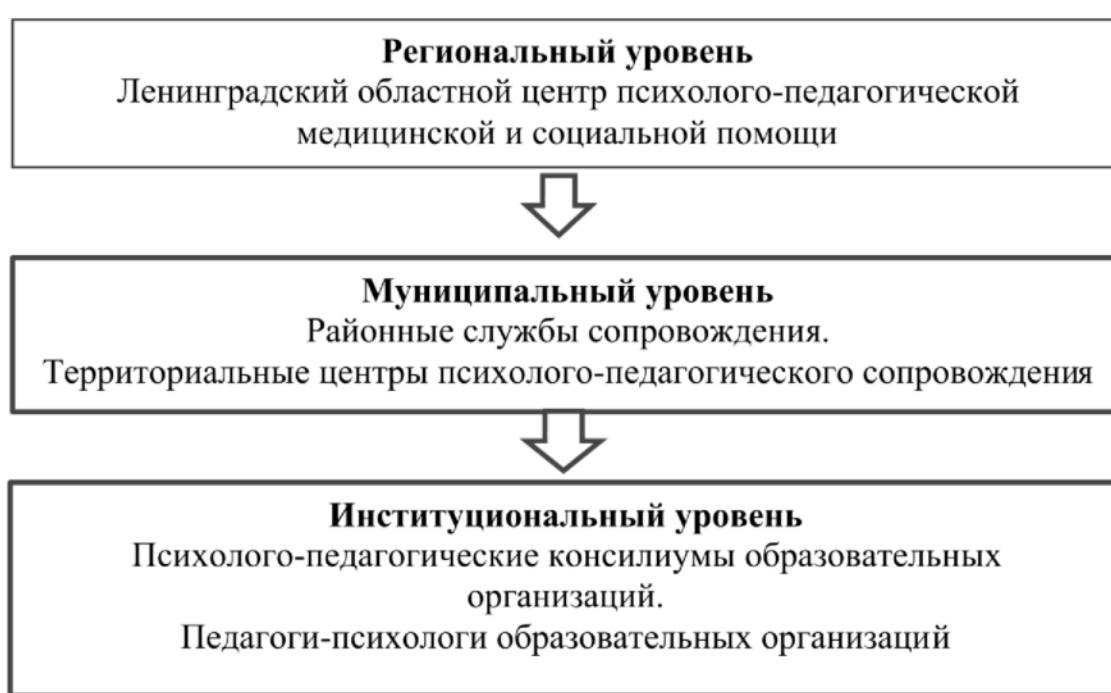 Региональный уровень
Ленинградский областной центр психолого-педагогической
медицинской и социальной помощи
Муниципальный уровень
Районные службы сопровождения.
Территориальные центры психолого-педагогического сопровождения
Институциональный уровень
Психолого-педагогические консилиумы образовательных
организаций.
Педагоги-психологи образовательных организаций